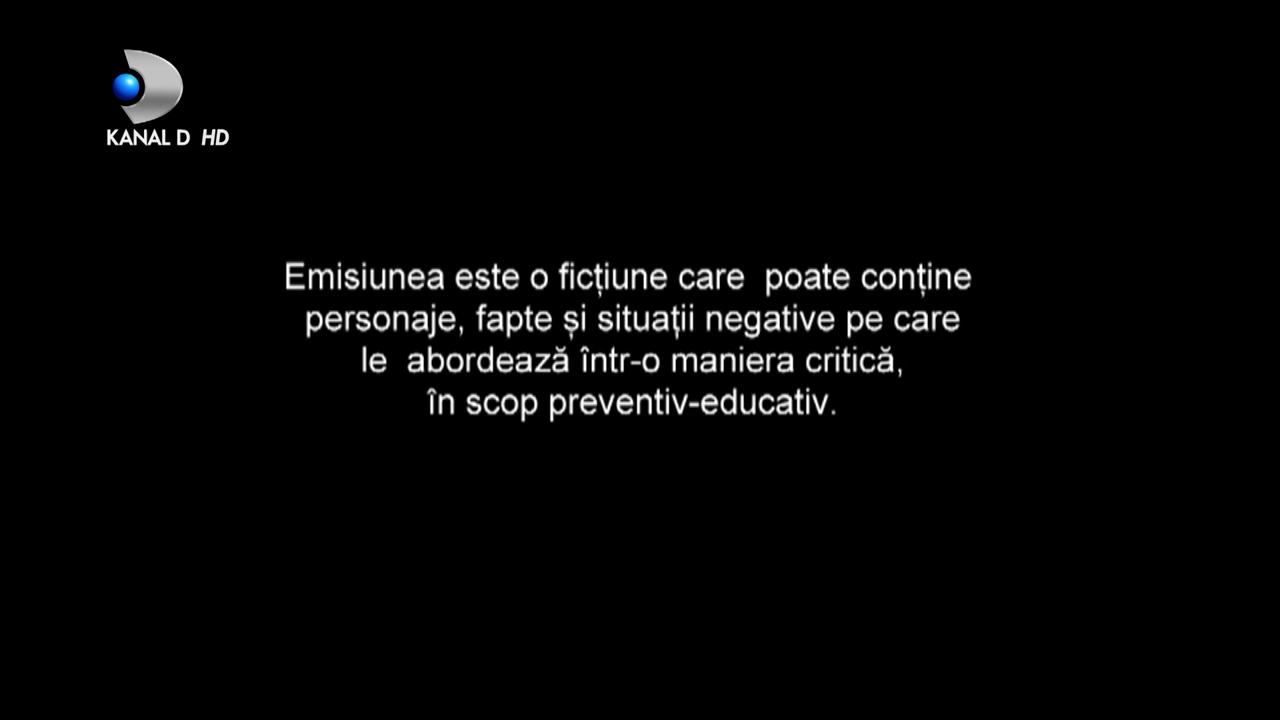 KANAL D HD
Emisiunea este o ficțiune care poate conține
personaje, fapte și situații negative pe care
le abordează într-o maniera critică,
în scop preventiv-educativ.